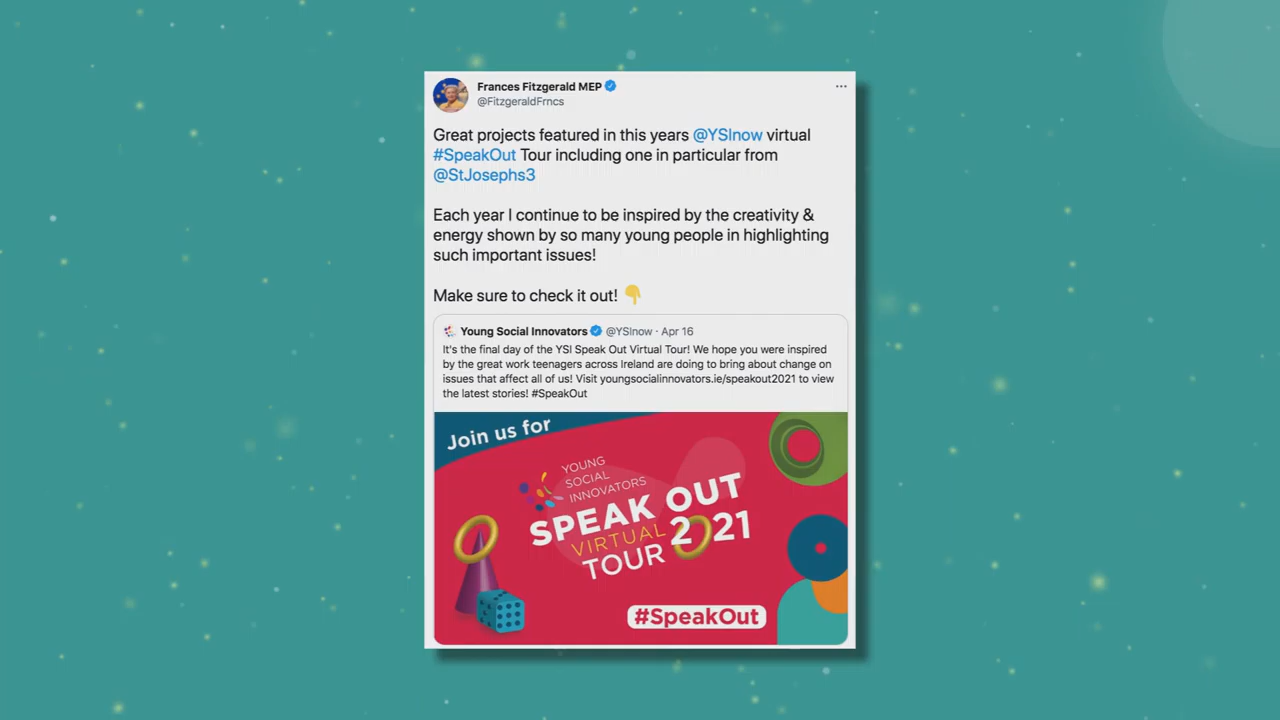 Frances Fitzgerald MEP
@FitzgeraldFrncs
Great projects featured in this years @YSInow virtual
#SpeakOut Tour including one in particular from
@StJosephs3
Each year I continue to be inspired by the creativity &
energy shown by so many young people in highlighting
such important issues!
Make sure to check it out! 👇
Young Social Innovators @YSInow · Apr 16
It's the final day of the YSI Speak Out Virtual Tour! We hope you were inspired
by the great work teenagers across Ireland are doing to bring about change on
issues that affect all of us! Visit youngsocialinnovators.ie/speakout2021 to view
the latest stories! #SpeakOut
Join us for
YOUNG
SOCIAL
INNOVATORS
SPEAK OUT
VIRTUAL 2021
TOUR
#SpeakOut